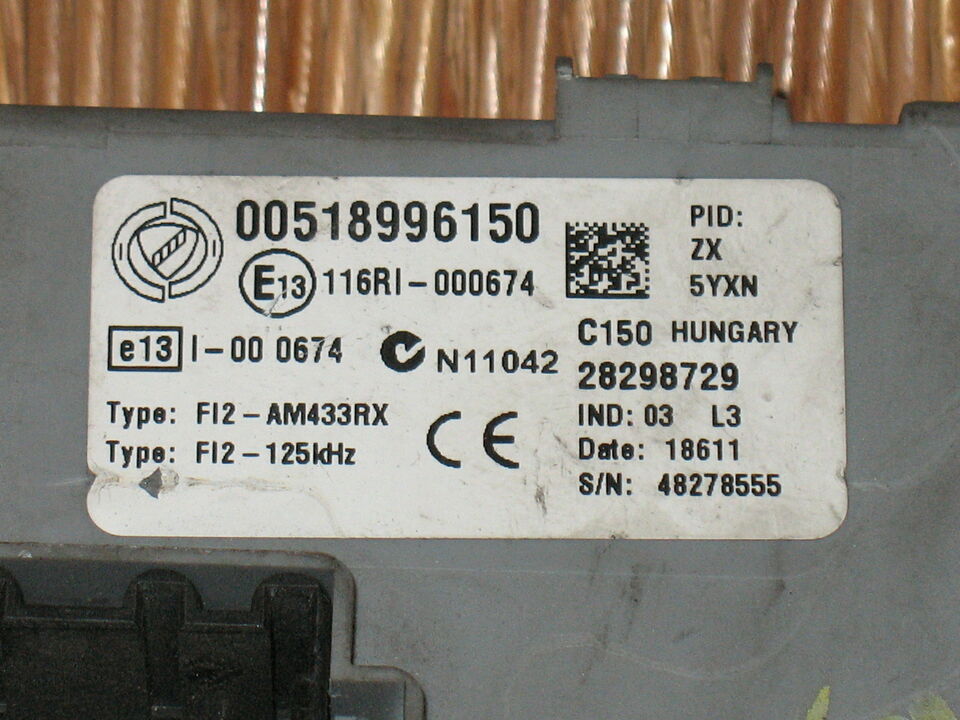 00518996150
E13 116RI-000674
e13 I-00 0674
N11042
Type: FI2-AM433RX
Type: FI2-125kHz
CE
PID:
ZX
5YXN
C150 HUNGARY
28298729
IND: 03 L3
Date: 18611
S/N: 48278555